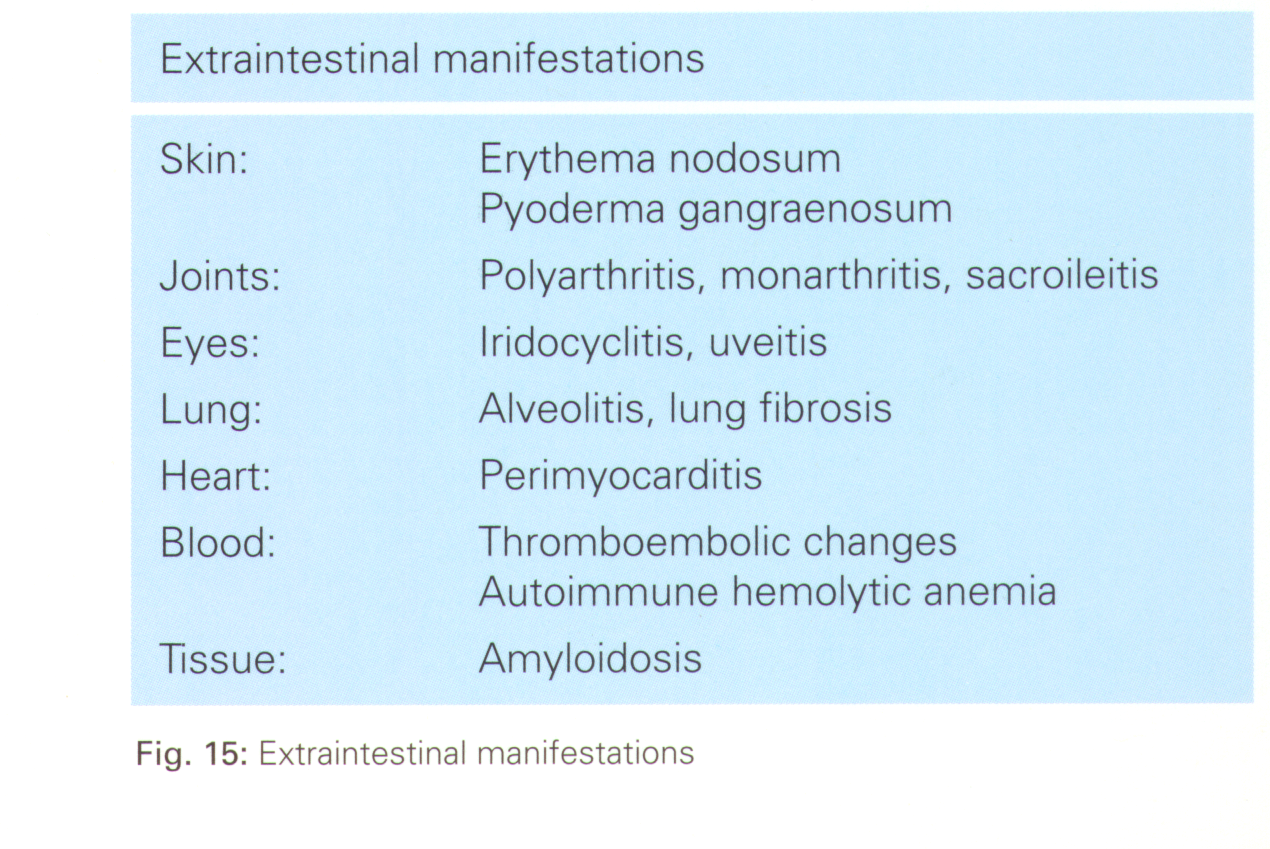 Extraintestinal manifestations
Skin: Erythema nodosum
Pyoderma gangraenosum
Joints: Polyarthritis, monarthritis, sacroileitis
Eyes: Iridocyclitis, uveitis
Lung: Alveolitis, lung fibrosis
Heart: Perimyocarditis
Blood: Thromboembolic changes
Autoimmune hemolytic anemia
Tissue: Amyloidosis
Fig. 15: Extraintestinal manifestations